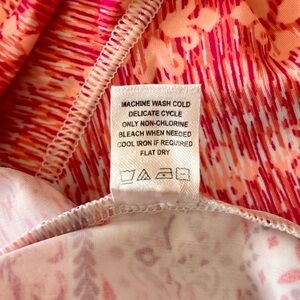 MACHINE WASH COLD
DELICATE CYCLE
ONLY NON-CHLORINE
BLEACH WHEN NEEDED
COOL IRON IF REQUIRED
FLAT DRY